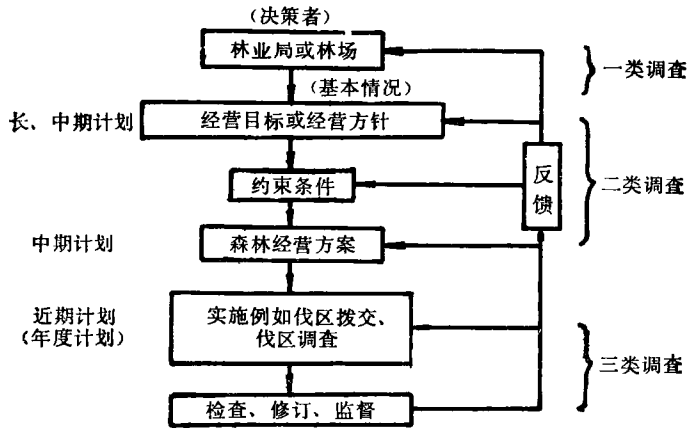 （决策者）
林业局或林场
一类调查
（基本情况）
长、中期计划
经营目标或经营方针
约束条件
反馈
二类调查
中期计划
森林经营方案
近期计划
（年度计划）
实施例如伐区拨交、
伐区调查
三类调查
检查、修订、监督